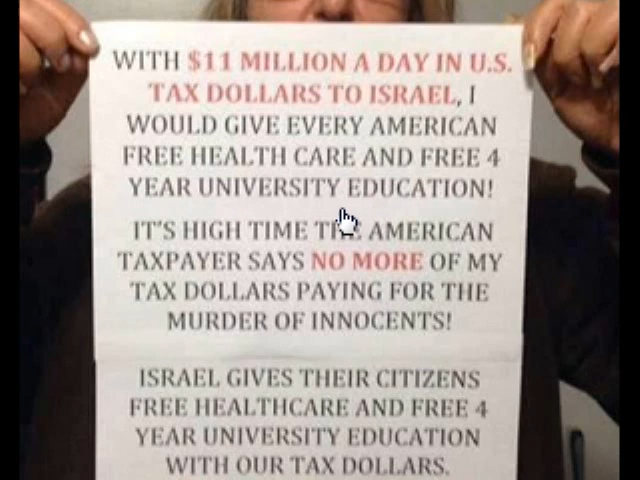 WITH $11 MILLION A DAY IN U.S.
TAX DOLLARS TO ISRAEL, I
WOULD GIVE EVERY AMERICAN
FREE HEALTH CARE AND FREE 4
YEAR UNIVERSITY EDUCATION!
IT'S HIGH TIME THE AMERICAN
TAXPAYER SAYS NO MORE OF MY
TAX DOLLARS PAYING FOR THE
MURDER OF INNOCENTS!
ISRAEL GIVES THEIR CITIZENS
FREE HEALTHCARE AND FREE 4
YEAR UNIVERSITY EDUCATION
WITH OUR TAX DOLLARS.